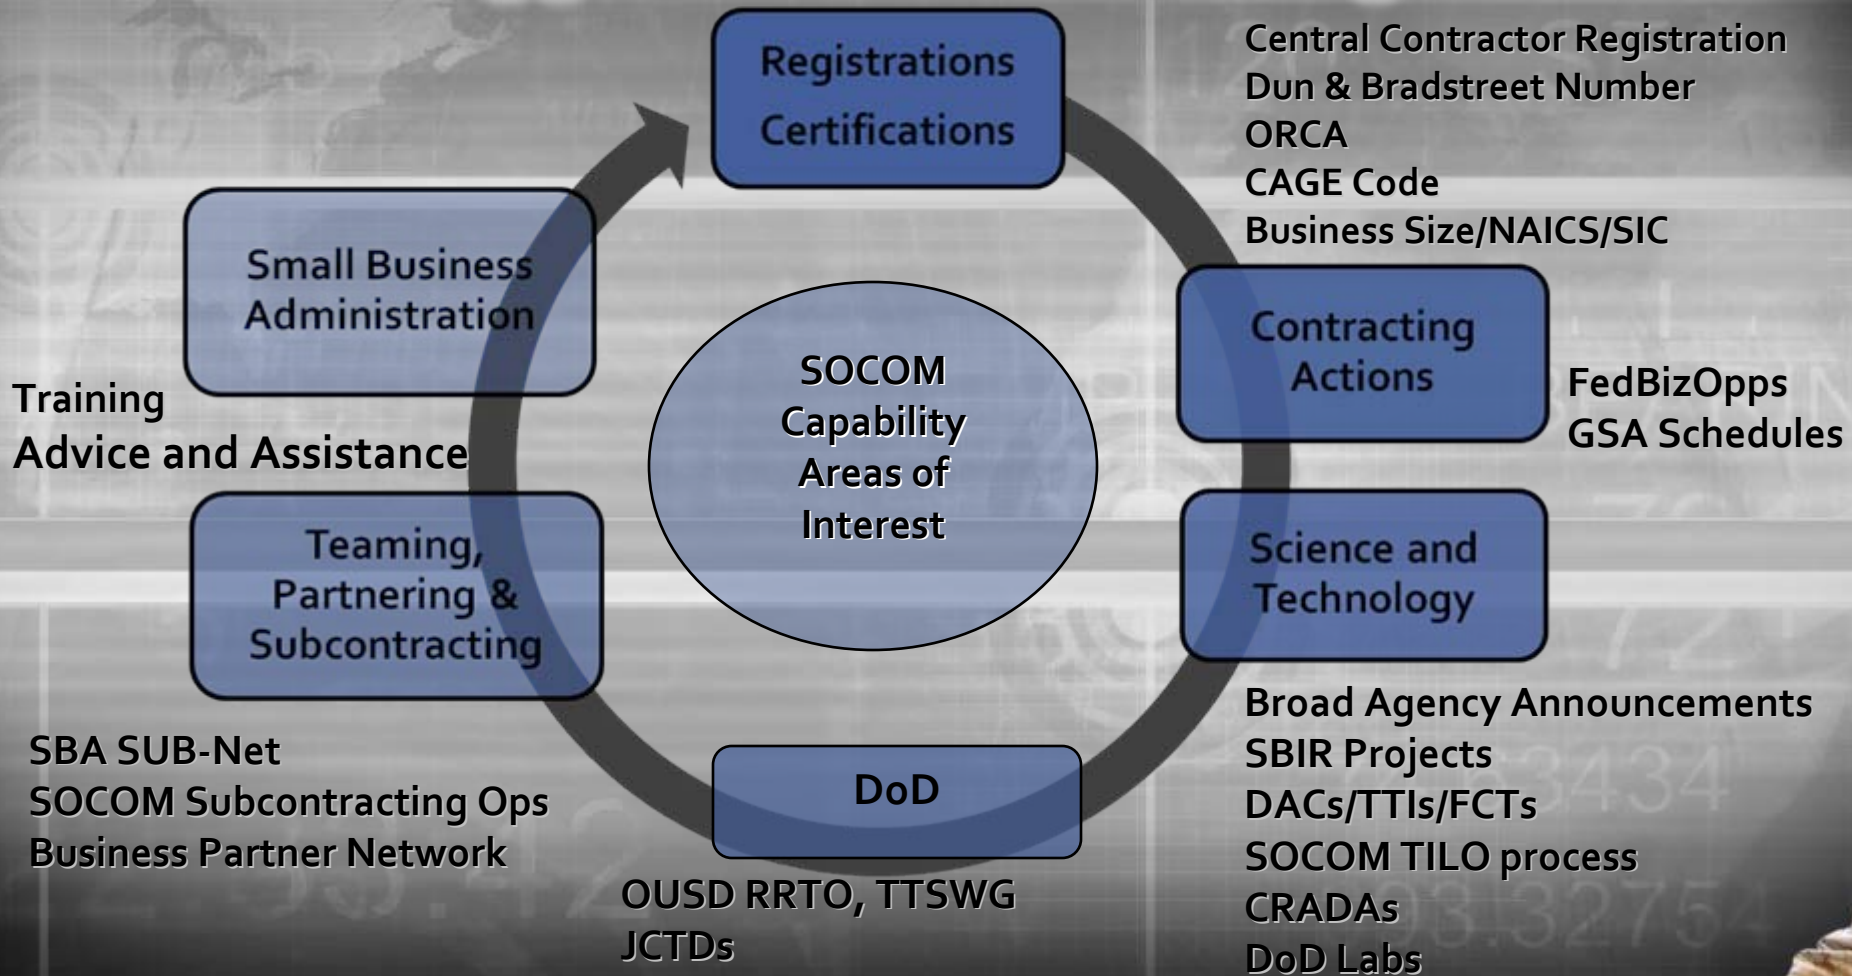 Registrations
Certifications
Central Contractor Registration
Dun & Bradstreet Number
ORCA
CAGE Code
Business Size/NAICS/SIC
Contracting
Actions
FedBizOpps
GSA Schedules
Science and
Technology
Broad Agency Announcements
SBIR Projects
DACs/TTIs/FCTs
SOCOM TILO process
CRADAs
DoD Labs
DoD
OUSD RRTO, TTSWG
JCTDs
Teaming,
Partnering &
Subcontracting
SBA SUB-Net
SOCOM Subcontracting Ops
Business Partner Network
Small Business
Administration
Training
Advice and Assistance
SOCOM
Capability
Areas of
Interest